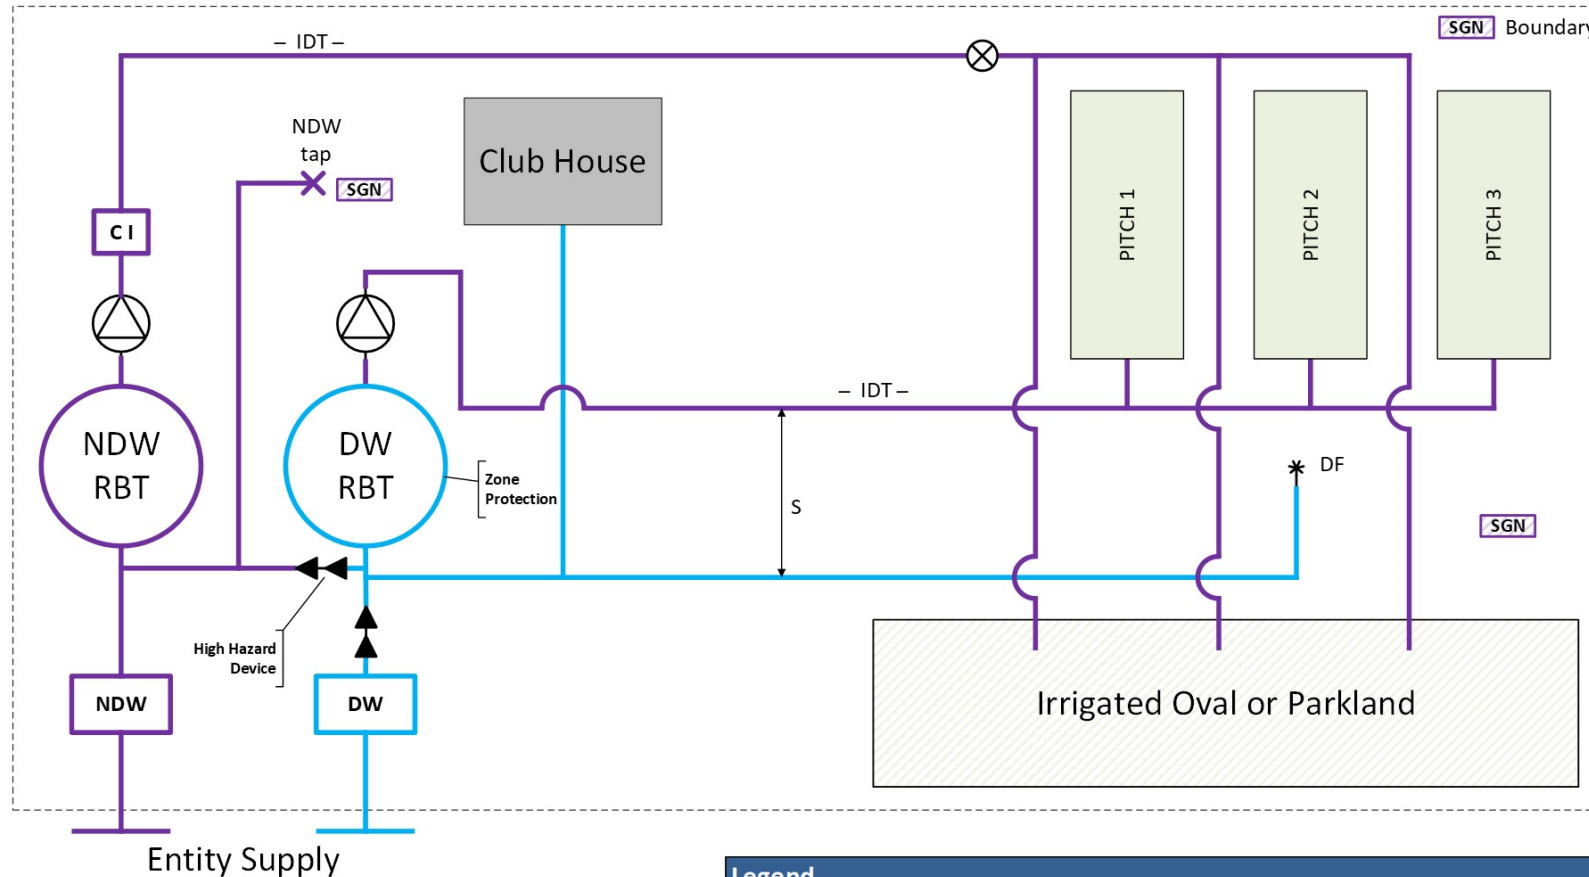 – IDT –
SGN Boundary
NDW
tap
SGN
Club House
C I
PITCH 1
PITCH 2
PITCH 3
– IDT –
NDW
RBT
DW
RBT
Zone
Protection
DF
S
SGN
High Hazard
Device
NDW
DW
Irrigated Oval or Parkland
Entity Supply
Legend